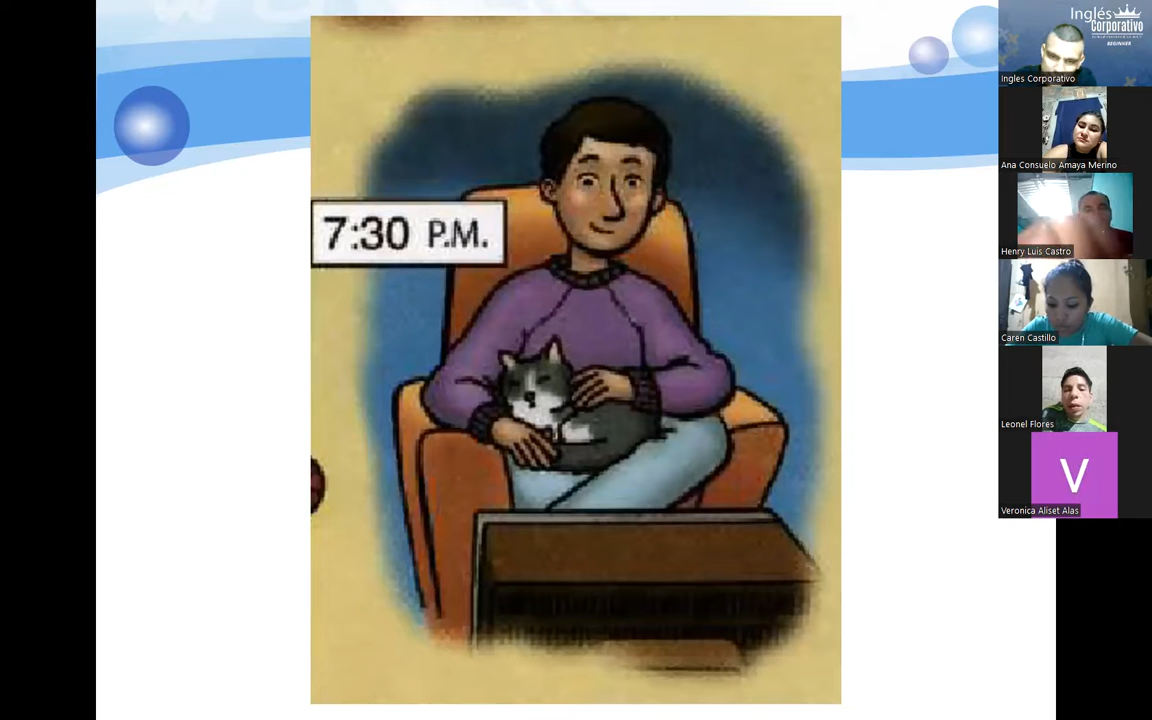 7:30 P.M.
Inglés
Corporativo
BEGINNER
Ingles Corporativo
Ana Consuelo Amaya Merino
Henry Luis Castro
Caren Castillo
Leonel Flores
V
Veronica Aliset Alas